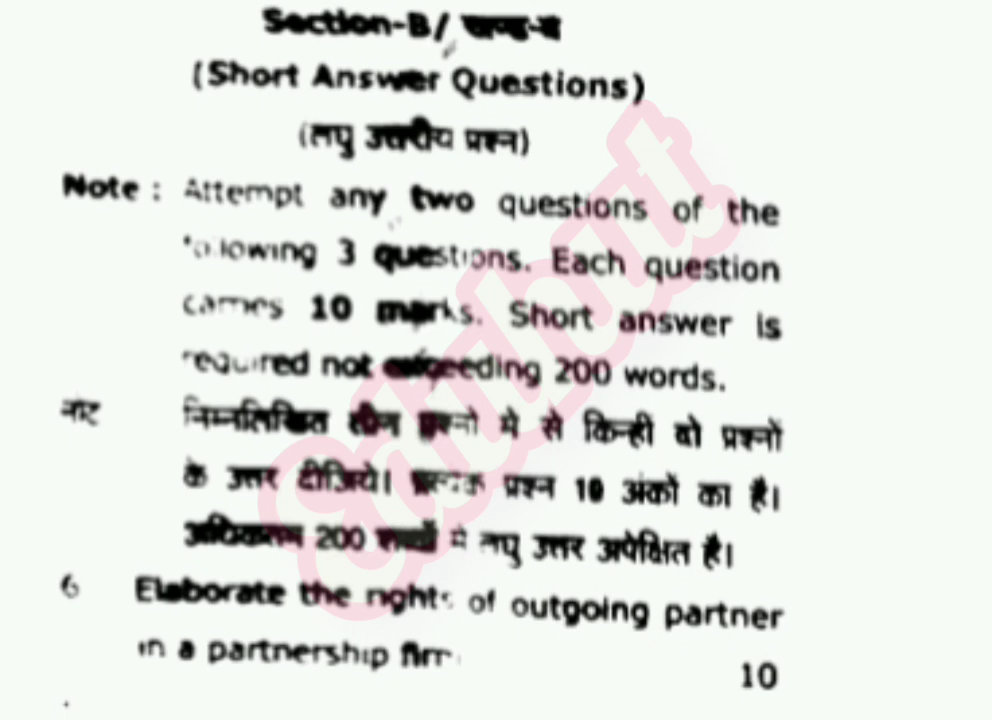 Section-B/ खण्ड-ब
(Short Answer Questions)
(लघु उत्तरीय प्रश्न)
Note : Attempt any two questions of the
following 3 questions. Each question
carries 10 marks. Short answer is
required not exceeding 200 words.
नोट निम्नलिखित तीन प्रश्नों में से किन्ही दो प्रश्नों
के उत्तर दीजिये। प्रत्येक प्रश्न 10 अंकों का है।
अधिकतम 200 शब्दों में लघु उत्तर अपेक्षित है।
6 Elaborate the rights of outgoing partner
in a partnership firm
10